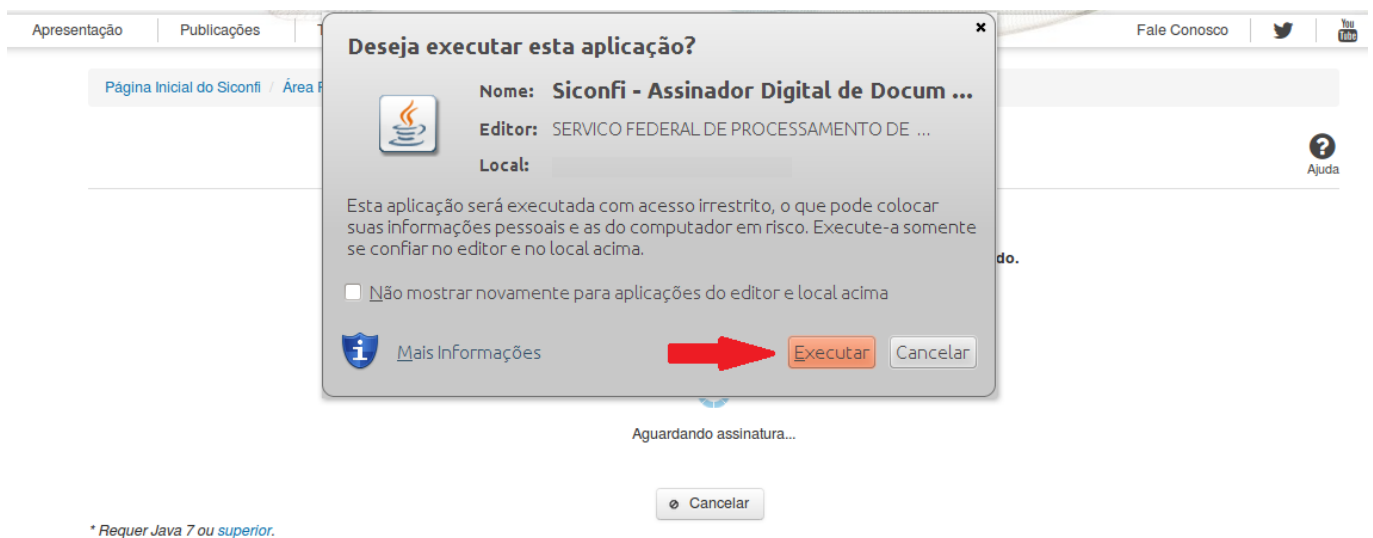 Apresentação
Publicações
Fale Conosco
You
Tube
Página Inicial do Siconfi / Área
Ajuda
Deseja executar esta aplicação?
Nome: Siconfi - Assinador Digital de Docum ...
Editor: SERVICO FEDERAL DE PROCESSAMENTO DE ...
Local:
Esta aplicação será executada com acesso irrestrito, o que pode colocar
suas informações pessoais e as do computador em risco. Execute-a somente
se confiar no editor e no local acima.
do.
Não mostrar novamente para aplicações do editor e local acima
Mais Informações
Executar
Cancelar
Aguardando assinatura...
Cancelar
* Requer Java 7 ou superior.